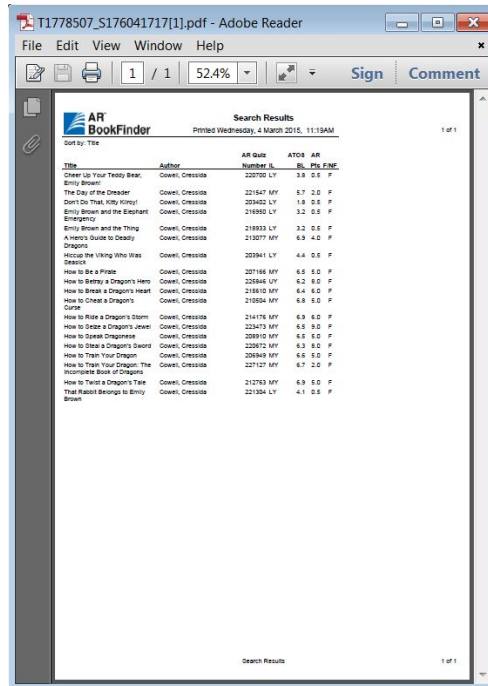 T1778507_S176041717[1].pdf - Adobe Reader
File Edit View Window Help
1 / 1 52.4% Sign Comment
AR BookFinder
Search Results
Printed Wednesday, 4 March 2015, 11:19AM 1 of 1
Sort by: Title
AR Quiz ATOS AR
Title Author Number IL BL Pts F/NF
Cheer Up Your Teddy Bear, Cowell, Cressida 220700 LY 3.8 0.5 F
Emily Brown!
The Day of the Dreader Cowell, Cressida 221547 MY 5.7 2.0 F
Don't Do That, Kitty Kilroy! Cowell, Cressida 203402 LY 1.8 0.5 F
Emily Brown and the Elephant Cowell, Cressida 216950 LY 3.2 0.5 F
Emergency
Emily Brown and the Thing Cowell, Cressida 218933 LY 3.2 0.5 F
A Hero's Guide to Deadly Cowell, Cressida 213077 MY 6.9 4.0 F
Dragons
Hiccup the Viking Who Was Cowell, Cressida 203941 LY 4.4 0.5 F
Seasick
How to Be a Pirate Cowell, Cressida 207166 MY 6.5 5.0 F
How to Betray a Dragon's Hero Cowell, Cressida 225946 UY 6.2 8.0 F
How to Break a Dragon's Heart Cowell, Cressida 215610 MY 6.4 6.0 F
How to Cheat a Dragon's Cowell, Cressida 210504 MY 6.8 5.0 F
Curse
How to Ride a Dragon's Storm Cowell, Cressida 214176 MY 6.9 6.0 F
How to Seize a Dragon's Jewel Cowell, Cressida 223473 MY 6.5 9.0 F
How to Speak Dragonese Cowell, Cressida 208910 MY 6.5 5.0 F
How to Steal a Dragon's Sword Cowell, Cressida 220672 MY 6.3 8.0 F
How to Train Your Dragon Cowell, Cressida 206949 MY 6.6 5.0 F
How to Train Your Dragon: The Cowell, Cressida 227127 MY 6.7 2.0 F
Incomplete Book of Dragons
How to Twist a Dragon's Tale Cowell, Cressida 212763 MY 6.9 5.0 F
That Rabbit Belongs to Emily Cowell, Cressida 221304 LY 4.1 0.5 F
Brown
Search Results 1 of 1